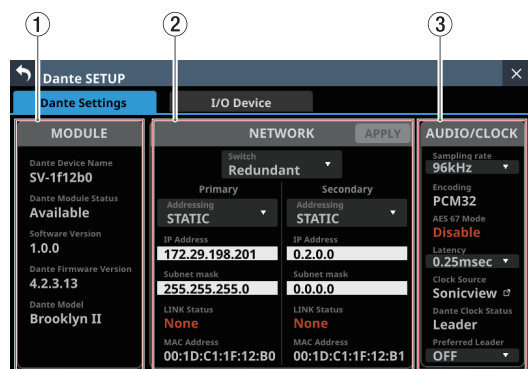 1
2
3
Dante SETUP
Dante Settings
I/O Device
MODULE
Dante Device Name
SV-1f12b0
Dante Module Status
Available
Software Version
1.0.0
Dante Firmware Version
4.2.3.13
Dante Model
Brooklyn II
NETWORK
APPLY
Switch
Redundant
Primary
Addressing
STATIC
IP Address
172.29.198.201
Subnet mask
255.255.255.0
LINK Status
None
MAC Address
00:1D:C1:1F:12:B0
Secondary
Addressing
STATIC
IP Address
0.2.0.0
Subnet mask
0.0.0.0
LINK Status
None
MAC Address
00:1D:C1:1F:12:B1
AUDIO/CLOCK
Sampling rate
96kHz
Encoding
PCM32
AES 67 Mode
Disable
Latency
0.25msec
Clock Source
Sonicview
Dante Clock Status
Leader
Preferred Leader
OFF